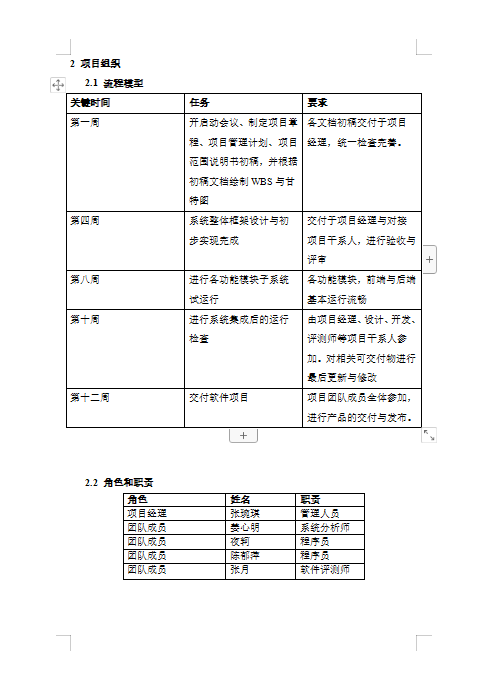 2 项目组织
2.1 流程模型
关键时间 任务 要求
第一周 开启动会议、制定项目章 各文档初稿交付于项目
程、项目管理计划、项目 经理，统一检查完善。
范围说明书初稿，并根据
初稿文档绘制 WBS 与甘
特图
第四周 系统整体框架设计与初 交付于项目经理与对接
步实现完成 项目干系人，进行验收与
评审
第八周 进行各功能模块子系统 各功能模块，前端与后端
试运行 基本运行流畅
第十周 进行系统集成后的运行 由项目经理、设计、开发、
检查 评测师等项目干系人参
加。对相关可交付物进行
最后更新与修改
第十二周 交付软件项目 项目团队成员全体参加，
进行产品的交付与发布。
2.2 角色和职责
角色 姓名 职责
项目经理 张琬琪 管理人员
团队成员 姜心明 系统分析师
团队成员 夜轲 程序员
团队成员 陈郁萍 程序员
团队成员 张月 软件评测师